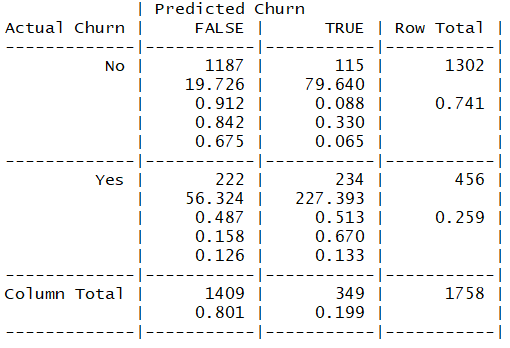 | Predicted Churn
Actual Churn |     FALSE |      TRUE | Row Total |
-------------|-----------|-----------|-----------|
          No |      1187 |       115 |      1302 |
             |    19.726 |    79.640 |           |
             |     0.912 |     0.088 |     0.741 |
             |     0.842 |     0.330 |           |
             |     0.675 |     0.065 |           |
-------------|-----------|-----------|-----------|
         Yes |       222 |       234 |       456 |
             |    56.324 |   227.393 |           |
             |     0.487 |     0.513 |     0.259 |
             |     0.158 |     0.670 |           |
             |     0.126 |     0.133 |           |
-------------|-----------|-----------|-----------|
Column Total |      1409 |       349 |      1758 |
             |     0.801 |     0.199 |           |
-------------|-----------|-----------|-----------|